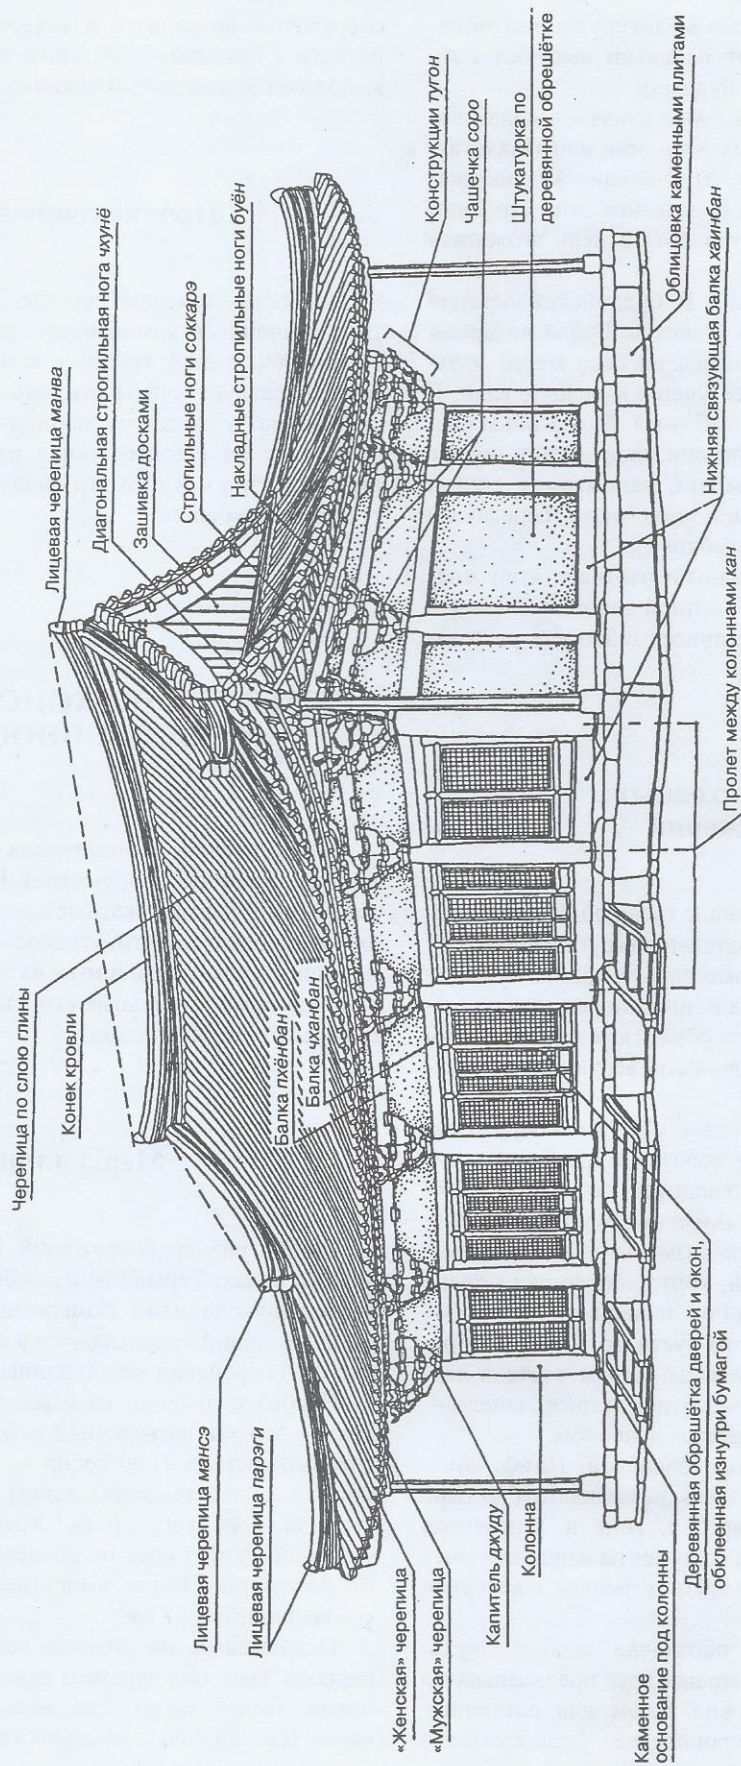 Черепица по слою глины
Конек кровли
Лицевая черепица манва
Диагональная стропильная нога чхунё
Зашивка досками
Стропильные ноги соккарэ
Накладные стропильные ноги буён
Конструкции тугон
Чашечка соро
Штукатурка по
деревянной обрешётке
Балка пхёнбан
Балка чханбан
Лицевая черепица мансэ
Лицевая черепица парэги
«Женская» черепица
«Мужская» черепица
Капитель джуду
Колонна
Каменное
основание под колонны
Деревянная обрешётка дверей и окон,
обклеенная изнутри бумагой
Пролет между колоннами кан
Нижняя связующая балка хаинбан
Облицовка каменными плитами